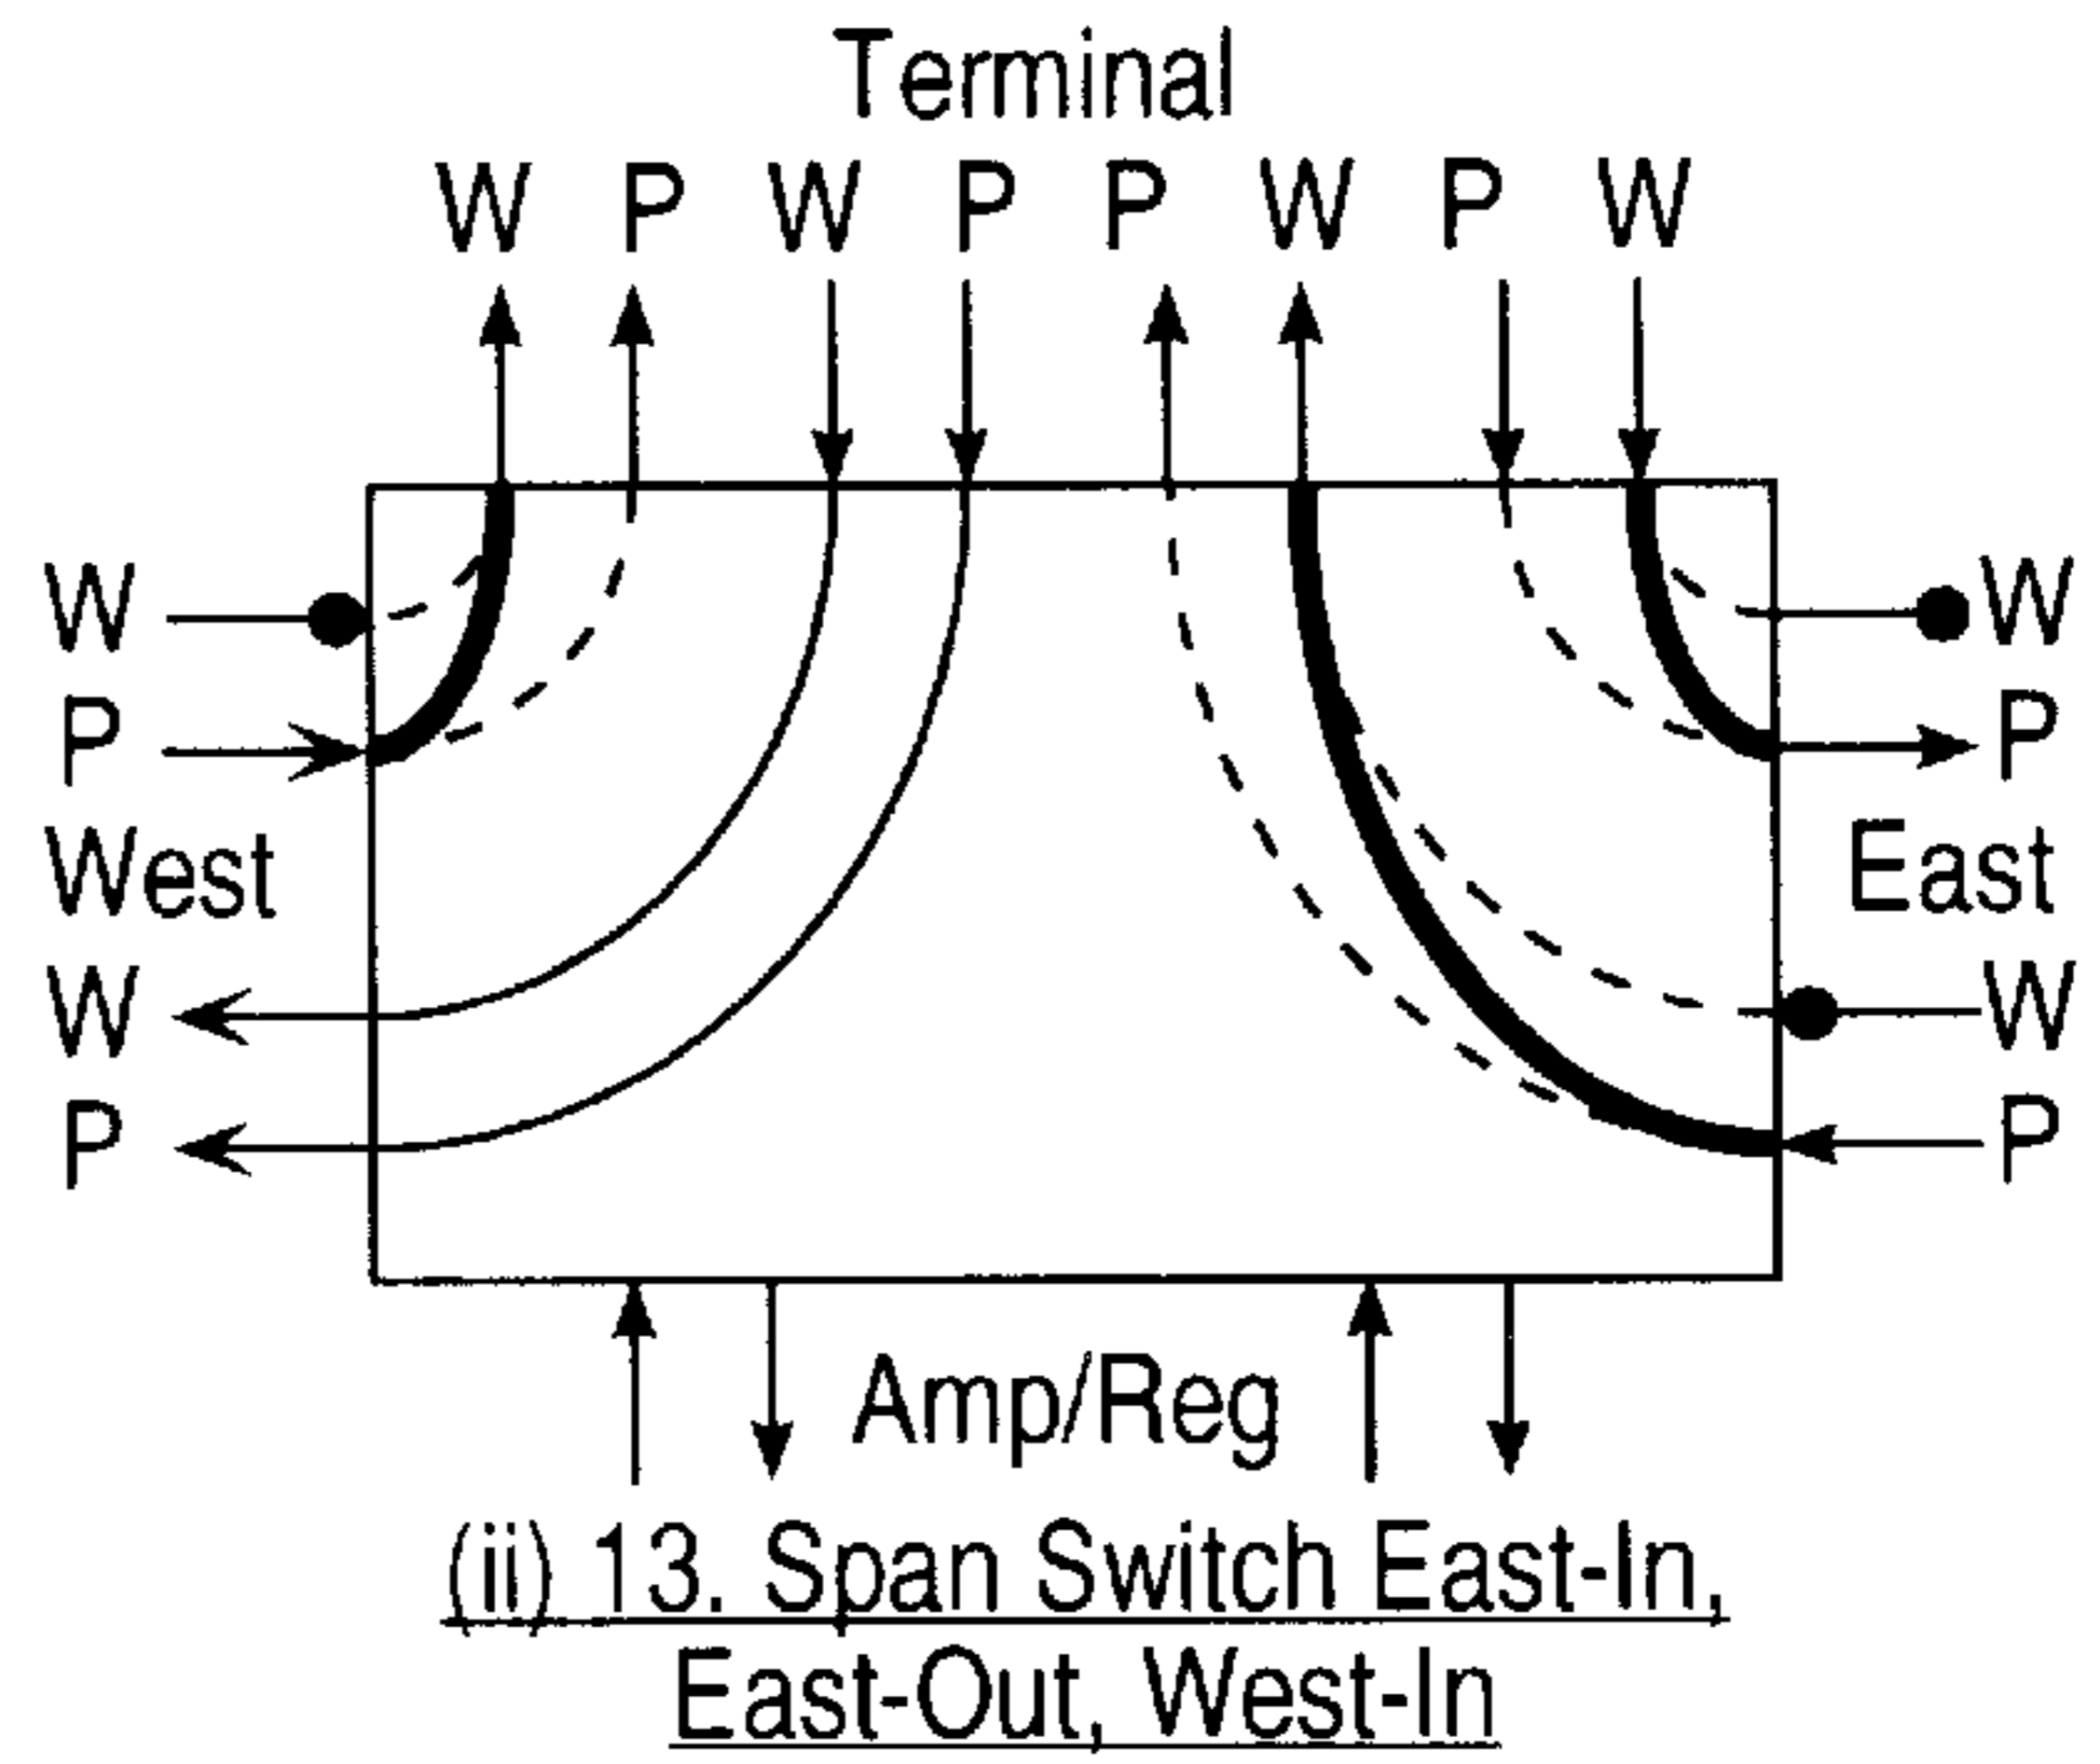 Terminal
W P W P P W P W
W W
P P
West East
W W
P P
Amp/Reg
(ii) 13. Span Switch East-In,
East-Out, West-In